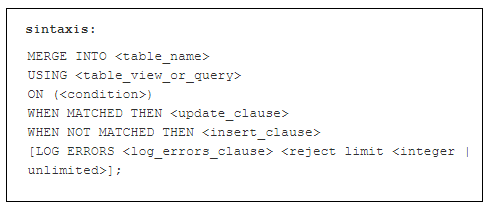 sintaxis:
MERGE INTO <table_name>
USING <table_view_or_query>
ON (<condition>)
WHEN MATCHED THEN <update_clause>
WHEN NOT MATCHED THEN <insert_clause>
[LOG ERRORS <log_errors_clause> <reject limit <integer |
unlimited>];